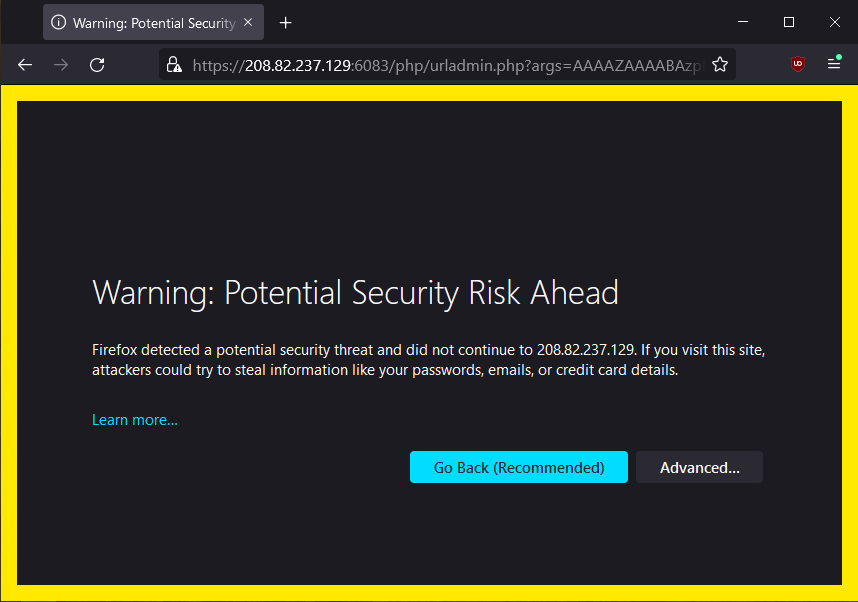 Warning: Potential Security
https://208.82.237.129:6083/php/urladmin.php?args=AAAAZAAAABAzp
Warning: Potential Security Risk Ahead
Firefox detected a potential security threat and did not continue to 208.82.237.129. If you visit this site,
attackers could try to steal information like your passwords, emails, or credit card details.
Learn more...
Go Back (Recommended) Advanced...